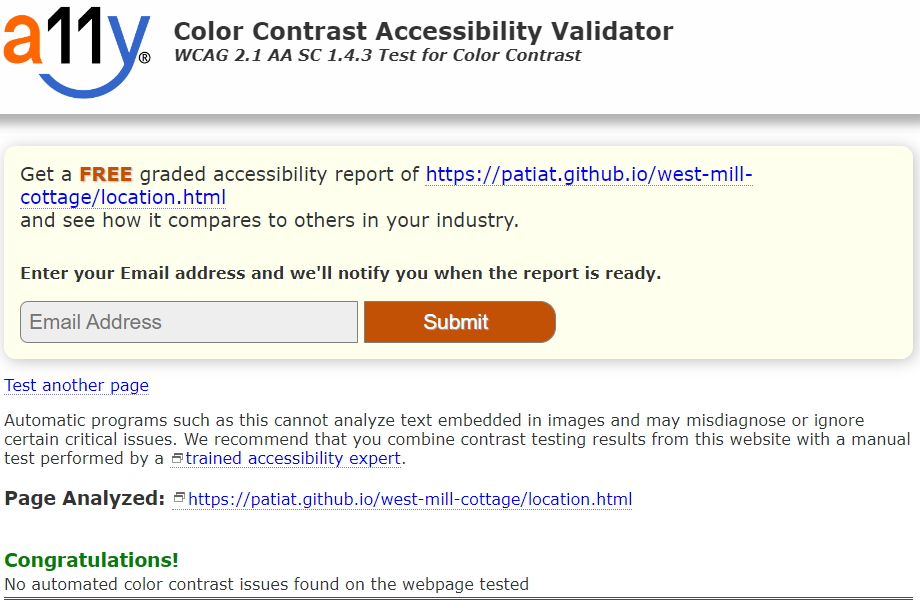 a11y®
Color Contrast Accessibility Validator
WCAG 2.1 AA SC 1.4.3 Test for Color Contrast
Get a FREE graded accessibility report of https://patiat.github.io/west-mill-
cottage/location.html
and see how it compares to others in your industry.
Enter your Email address and we'll notify you when the report is ready.
Email Address
Submit
Test another page
Automatic programs such as this cannot analyze text embedded in images and may misdiagnose or ignore
certain critical issues. We recommend that you combine contrast testing results from this website with a manual
test performed by a trained accessibility expert.
Page Analyzed: https://patiat.github.io/west-mill-cottage/location.html
Congratulations!
No automated color contrast issues found on the webpage tested